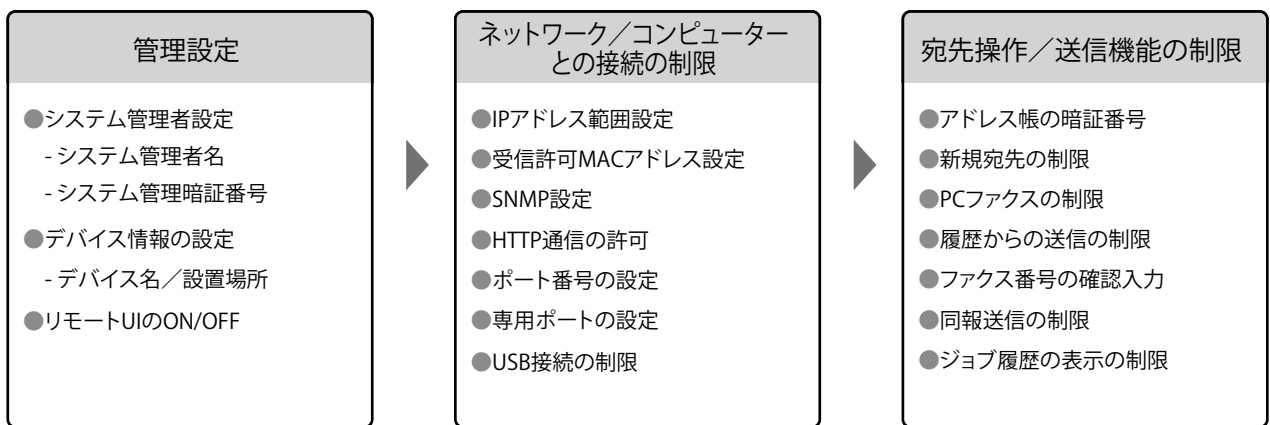 管理設定
●システム管理者設定
- システム管理者名
- システム管理暗証番号
●デバイス情報の設定
- デバイス名／設置場所
●リモートUIのON/OFF
ネットワーク／コンピューター
との接続の制限
●IPアドレス範囲設定
●受信許可MACアドレス設定
●SNMP設定
●HTTP通信の許可
●ポート番号の設定
●専用ポートの設定
●USB接続の制限
宛先操作／送信機能の制限
●アドレス帳の暗証番号
●新規宛先の制限
●PCファクスの制限
●履歴からの送信の制限
●ファクス番号の確認入力
●同報送信の制限
●ジョブ履歴の表示の制限